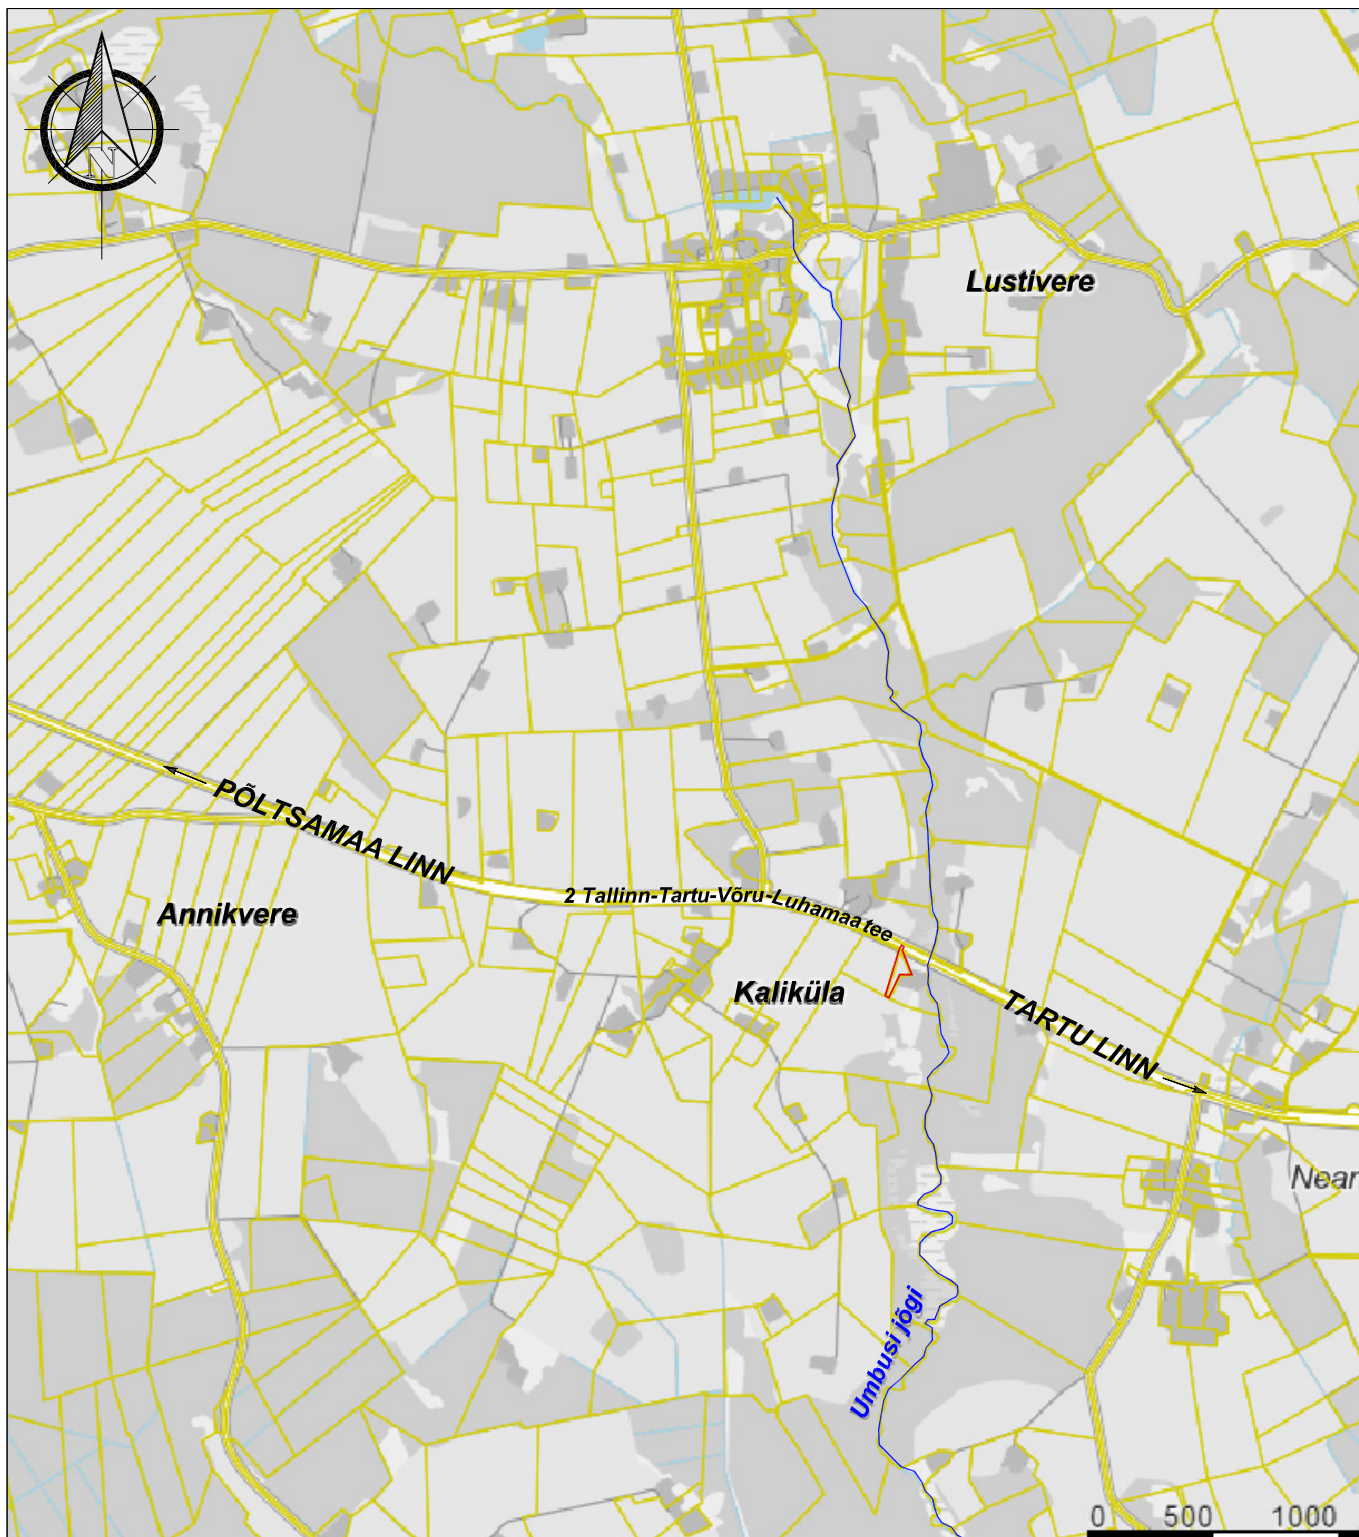 N
Lustivere
PÕLTSAMAA LINN
2 Tallinn-Tartu-Võru-Luhamaa tee
Annikvere
Kaliküla
TARTU LINN
Near
Umbusi jõgi
0 500 1000